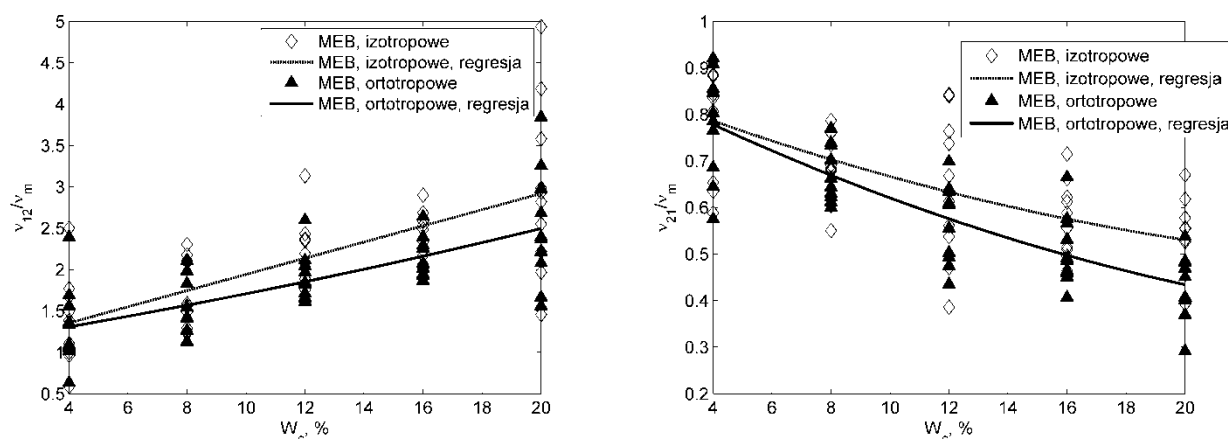 5
4.5
4
3.5
3
2.5
2
1.5
1
0.5
ν12/νm
4 6 8 10 12 14 16 18 20
MEB, izotropowe
MEB, izotropowe, regresja
MEB, ortotropowe
MEB, ortotropowe, regresja
1
0.9
0.8
0.7
0.6
0.5
0.4
0.3
0.2
ν21/νm
4 6 8 10 12 14 16 18 20
MEB, izotropowe
MEB, izotropowe, regresja
MEB, ortotropowe
MEB, ortotropowe, regresja